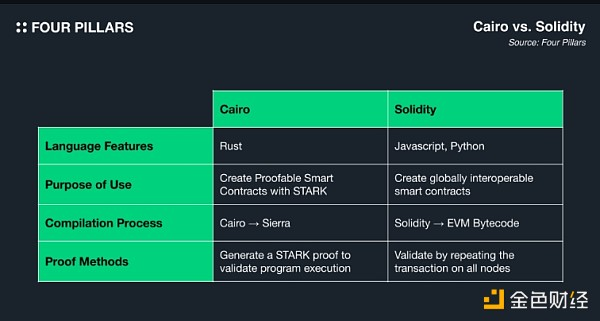 FOUR PILLARS
Cairo vs. Solidity
Source: Four Pillars
Cairo
Solidity
Language Features
Rust
Javascript, Python
Purpose of Use
Create Proofable Smart
Contracts with STARK
Create globally interoperable
smart contracts
Compilation Process
Cairo → Sierra
Solidity → EVM Bytecode
Proof Methods
Generate a STARK proof to
validate program execution
Validate by repeating the
transaction on all nodes
金色财经